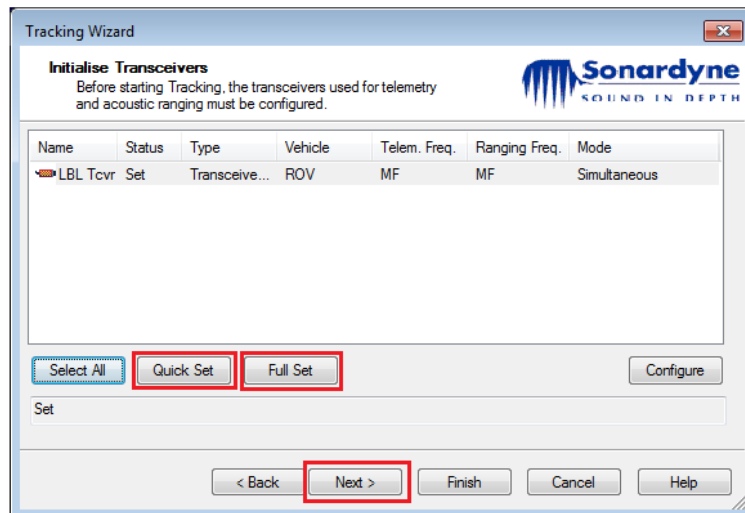 Tracking Wizard
Initialise Transceivers
Before starting Tracking, the transceivers used for telemetry
and acoustic ranging must be configured.
Sonardyne
SOUND IN DEPTH
Name Status Type Vehicle Telem. Freq. Ranging Freq. Mode
LBL Tcvr Set Transceive... ROV MF MF Simultaneous
Select All Quick Set Full Set Configure
Set
< Back Next > Finish Cancel Help